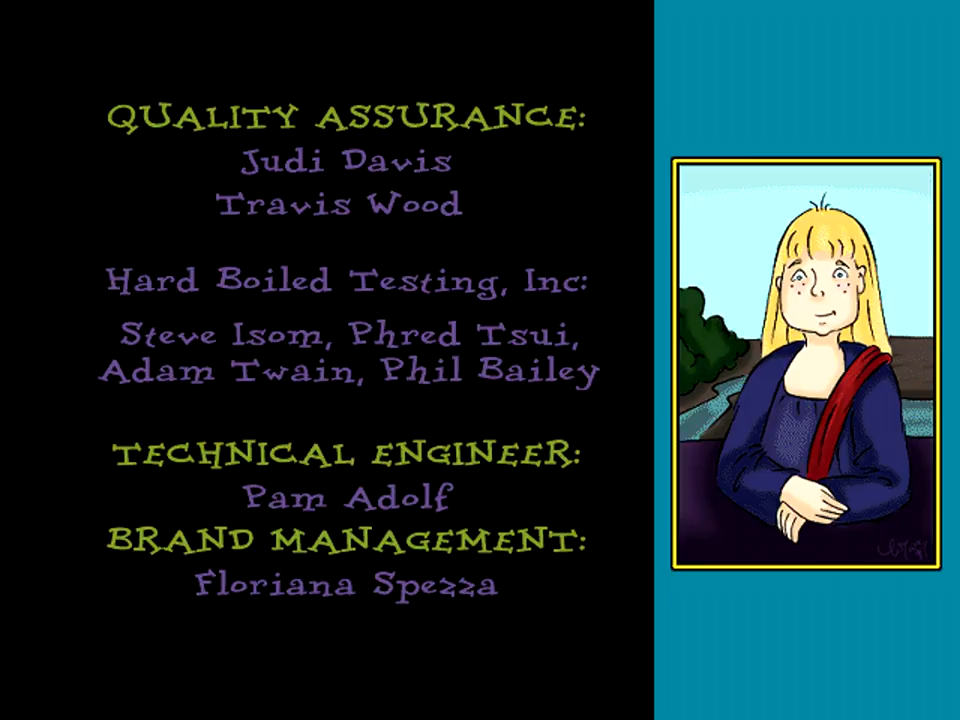 QUALITY ASSURANCE:
Judi Davis
Travis Wood
Hard Boiled Testing, Inc:
Steve Isom, Phred Tsui,
Adam Twain, Phil Bailey
TECHNICAL ENGINEER:
Pam Adolf
BRAND MANAGEMENT:
Floriana Spezza